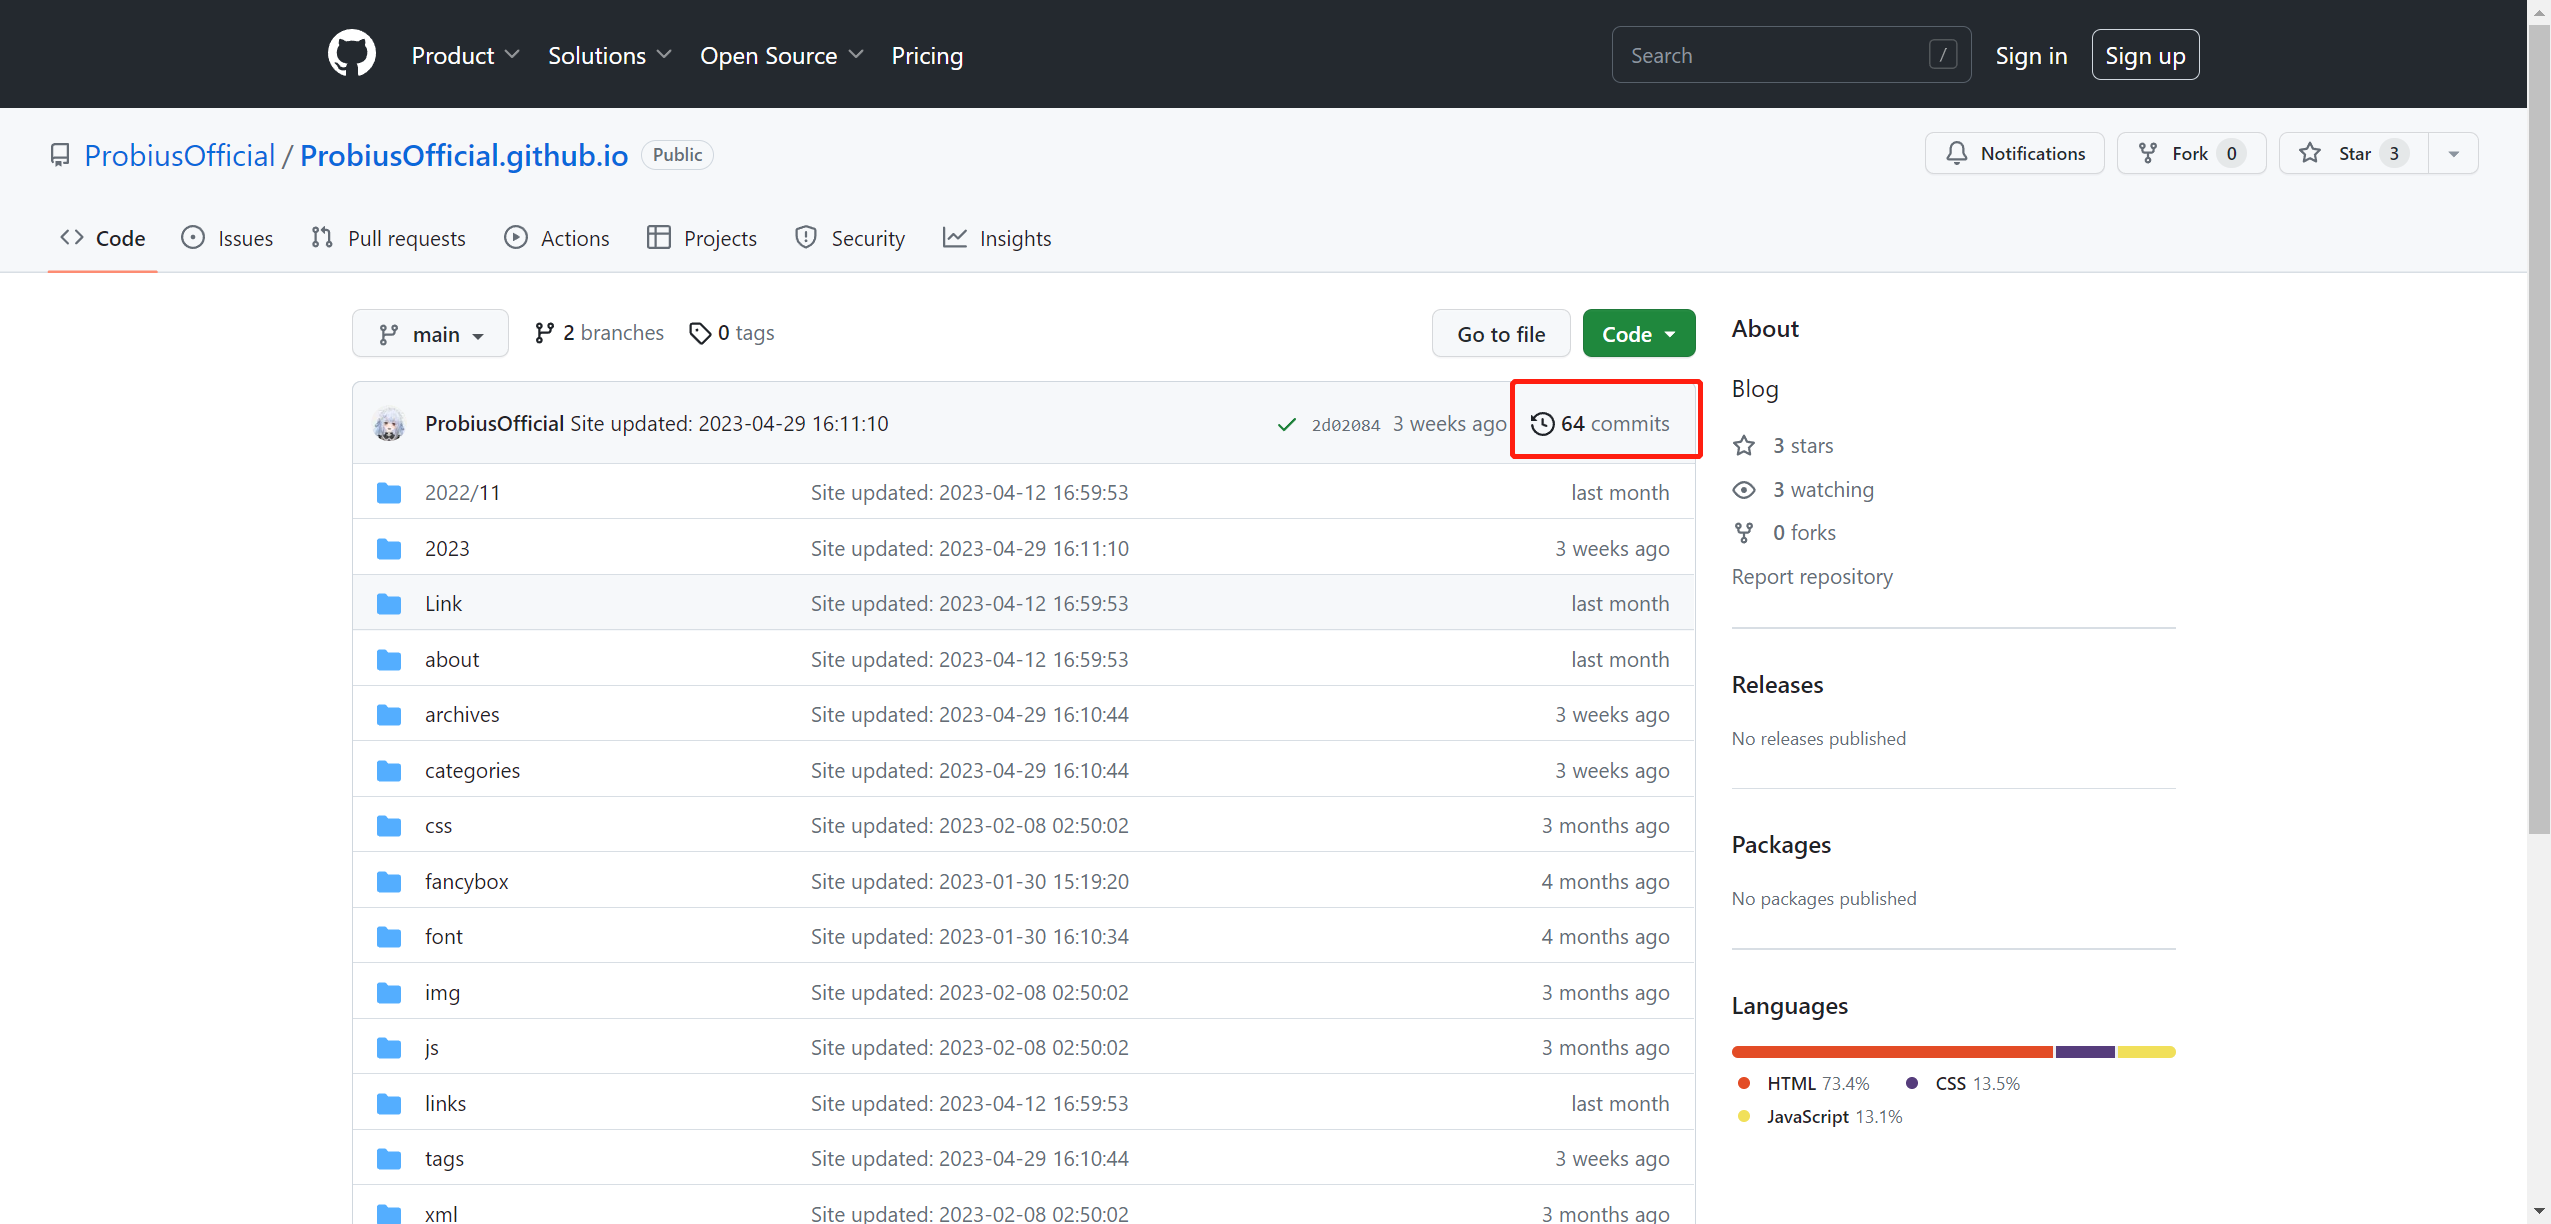 Product Solutions Open Source Pricing Search / Sign in Sign up
ProbiusOfficial / ProbiusOfficial.github.io Public Notifications Fork 0 Star 3
Code Issues Pull requests Actions Projects Security Insights
main 2 branches 0 tags Go to file Code
ProbiusOfficial Site updated: 2023-04-29 16:11:10 2d02084 3 weeks ago 64 commits
2022/11 Site updated: 2023-04-12 16:59:53 last month
2023 Site updated: 2023-04-29 16:11:10 3 weeks ago
Link Site updated: 2023-04-12 16:59:53 last month
about Site updated: 2023-04-12 16:59:53 last month
archives Site updated: 2023-04-29 16:10:44 3 weeks ago
categories Site updated: 2023-04-29 16:10:44 3 weeks ago
css Site updated: 2023-02-08 02:50:02 3 months ago
fancybox Site updated: 2023-01-30 15:19:20 4 months ago
font Site updated: 2023-01-30 16:10:34 4 months ago
img Site updated: 2023-02-08 02:50:02 3 months ago
js Site updated: 2023-02-08 02:50:02 3 months ago
links Site updated: 2023-04-12 16:59:53 last month
tags Site updated: 2023-04-29 16:10:44 3 weeks ago
xml Site updated: 2023-02-08 02:50:02 3 months ago
About
Blog
3 stars
3 watching
0 forks
Report repository
Releases
No releases published
Packages
No packages published
Languages
HTML 73.4% CSS 13.5%
JavaScript 13.1%